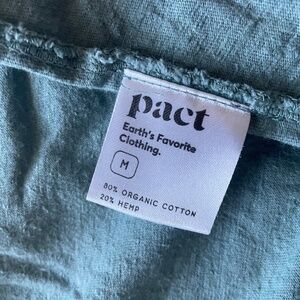 pact
Earth's Favorite
Clothing.
M
80% ORGANIC COTTON
20% HEMP